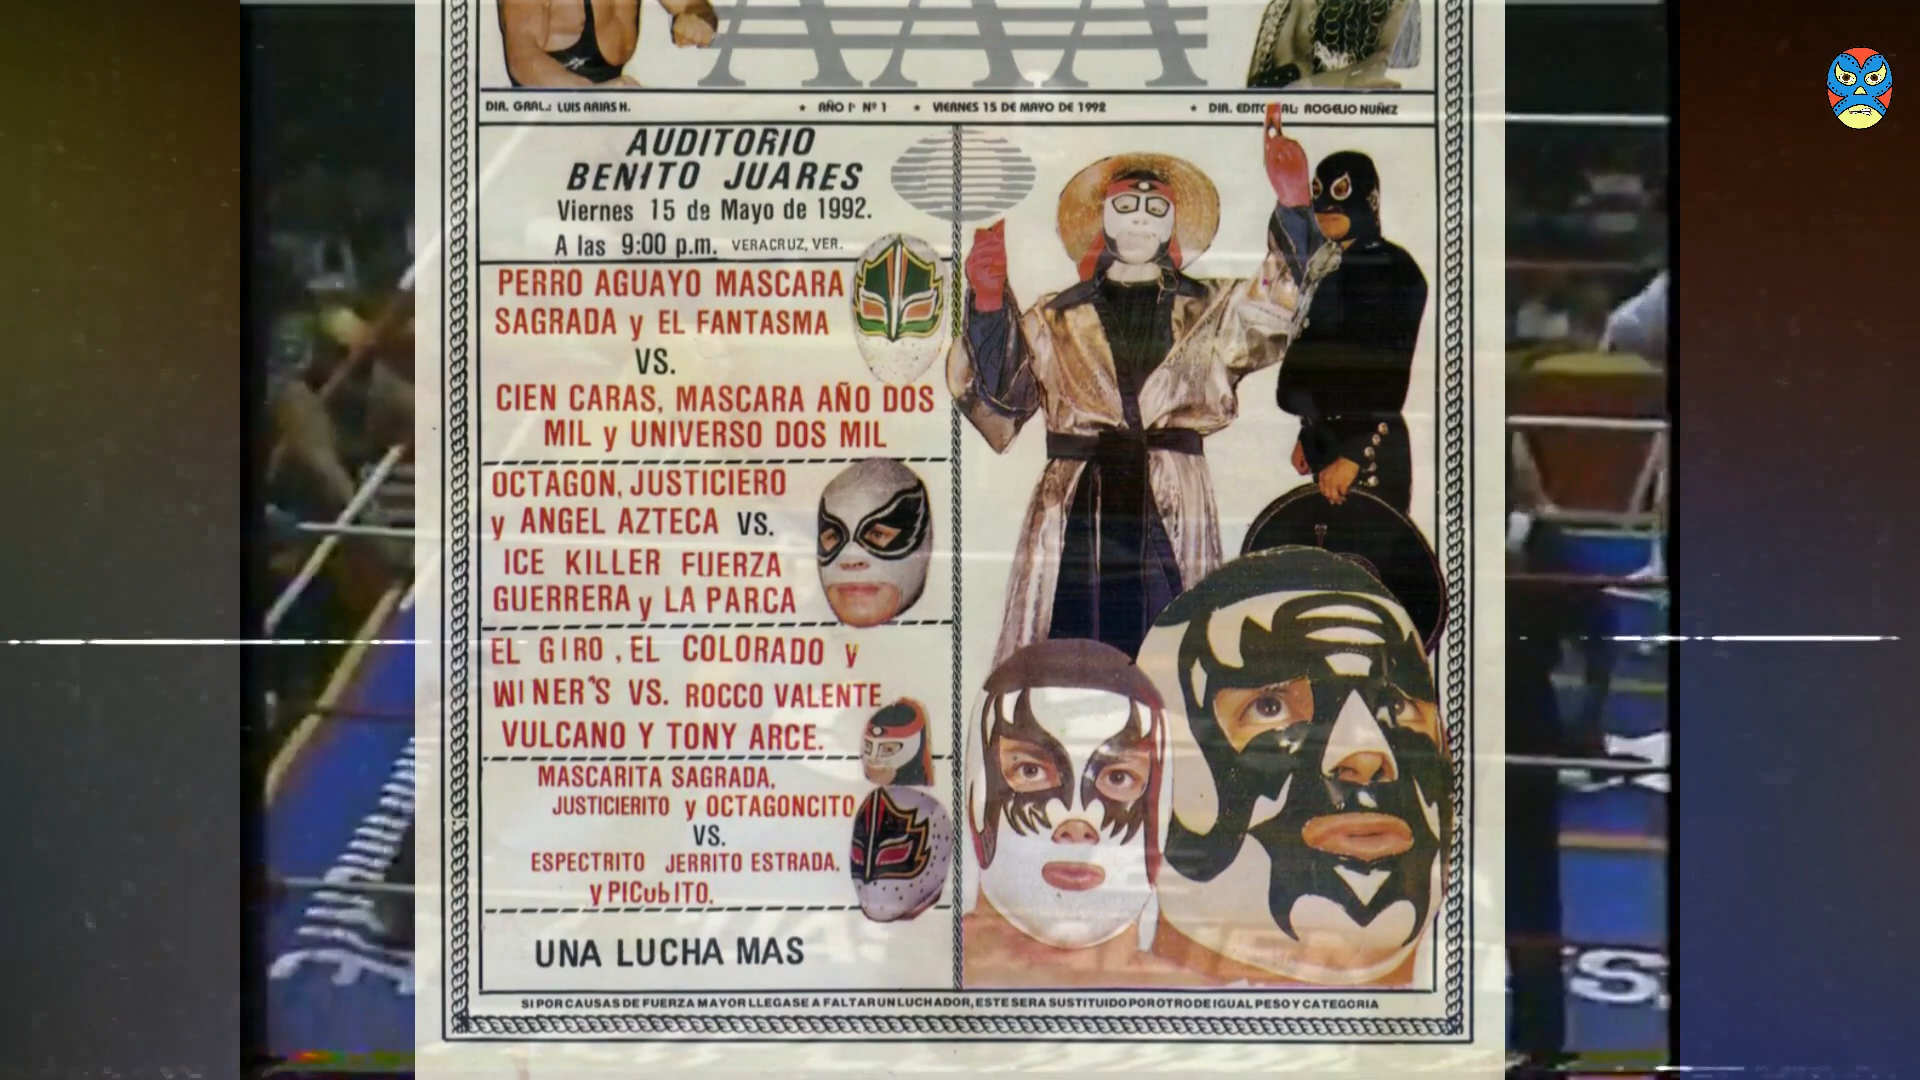 AAA
DIR. GRAL.: LUIS ARIAS H. ★ AÑO I' Nº 1 ★ VIERNES 15 DE MAYO DE 1992 ★ DIR. ROGELIO NUÑEZ
AUDITORIO
BENITO JUARES
Viernes 15 de Mayo de 1992.
A las 9:00 p.m. VERACRUZ, VER.
PERRO AGUAYO MASCARA
SAGRADA y EL FANTASMA
VS.
CIEN CARAS, MASCARA AÑO DOS
MIL y UNIVERSO DOS MIL
OCTAGON, JUSTICIERO
y ANGEL AZTECA VS.
ICE KILLER FUERZA
GUERRERA y LA PARCA
EL GIRO, EL COLORADO y
WINER'S VS. ROCCO VALENTE
VULCANO Y TONY ARCE.
MASCARITA SAGRADA,
JUSTICIERITO y OCTAGONCITO
VS.
ESPECTRITO JERRITO ESTRADA,
y PICubITO.
UNA LUCHA MAS
SI POR CAUSAS DE FUERZA MAYOR LLEGASE A FALTAR UN LUCHADOR, ESTE SERA SUSTITUIDO POR OTRO DE IGUAL PESO Y CATEGORIA